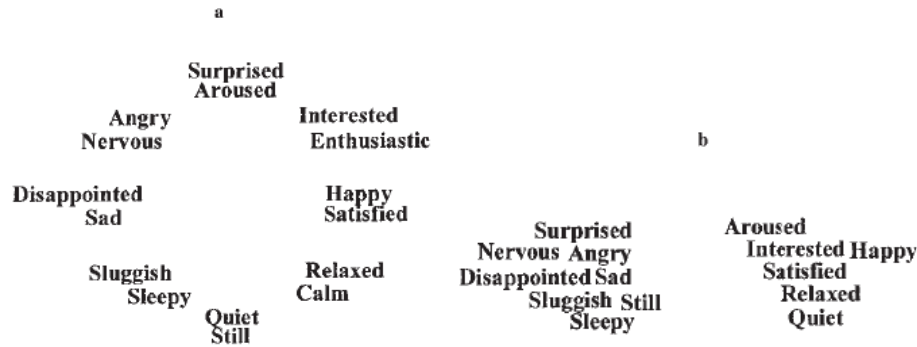 a
Surprised
Aroused
Angry
Nervous
Interested
Enthusiastic
Disappointed
Sad
Happy
Satisfied
Sluggish
Sleepy
Relaxed
Calm
Quiet
Still
b
Surprised
Nervous Angry
Disappointed Sad
Sluggish Still
Sleepy
Aroused
Interested Happy
Satisfied
Relaxed
Quiet